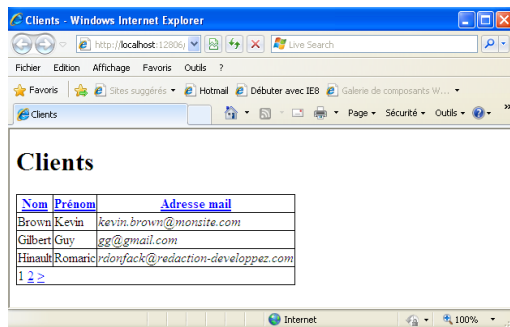 Clients - Windows Internet Explorer
http://localhost:12806/ Live Search
Fichier Edition Affichage Favoris Outils ?
Favoris Sites suggérés Hotmail Débuter avec IE8 Galerie de composants W...
Clients Page Sécurité Outils »
Clients
Nom Prénom Adresse mail
Brown Kevin kevin.brown@monsite.com
Gilbert Guy gg@gmail.com
Hinault Romaric rdonfack@redaction-developpez.com
1 2 >
Internet 100%